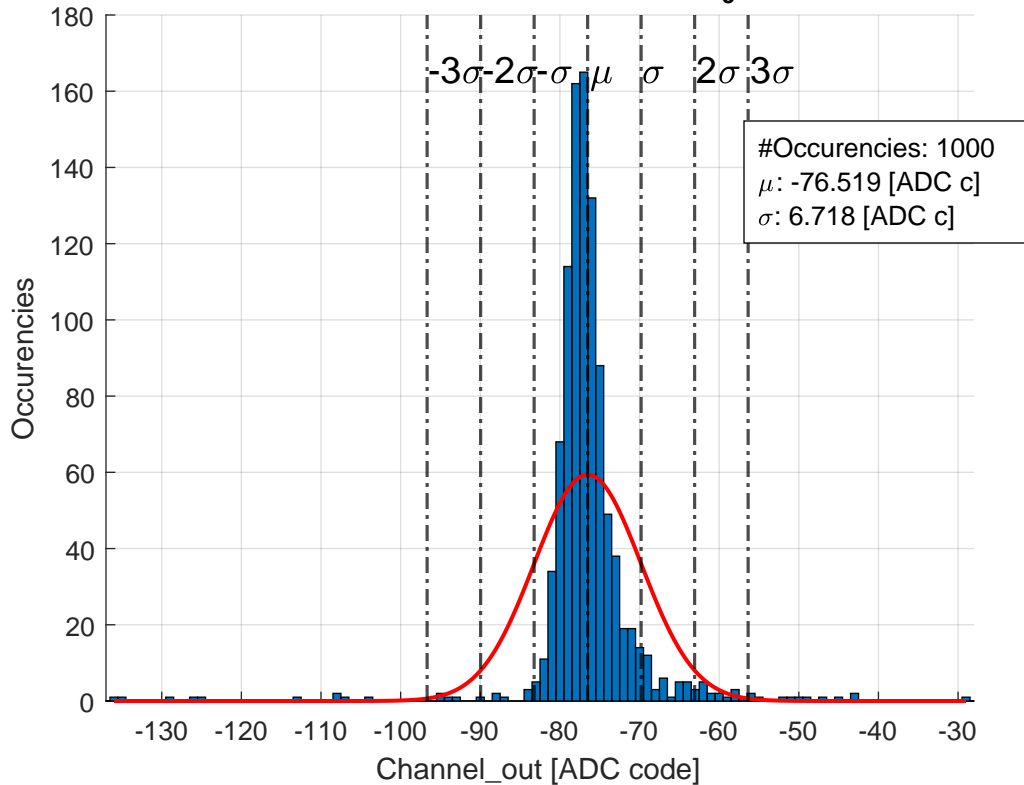 180
160
140
120
100
80
60
40
20
0
Occurencies
-3σ -2σ -σ μ σ 2σ 3σ
#Occurencies: 1000
μ: -76.519 [ADC c]
σ: 6.718 [ADC c]
-130 -120 -110 -100 -90 -80 -70 -60 -50 -40 -30
Channel_out [ADC code]